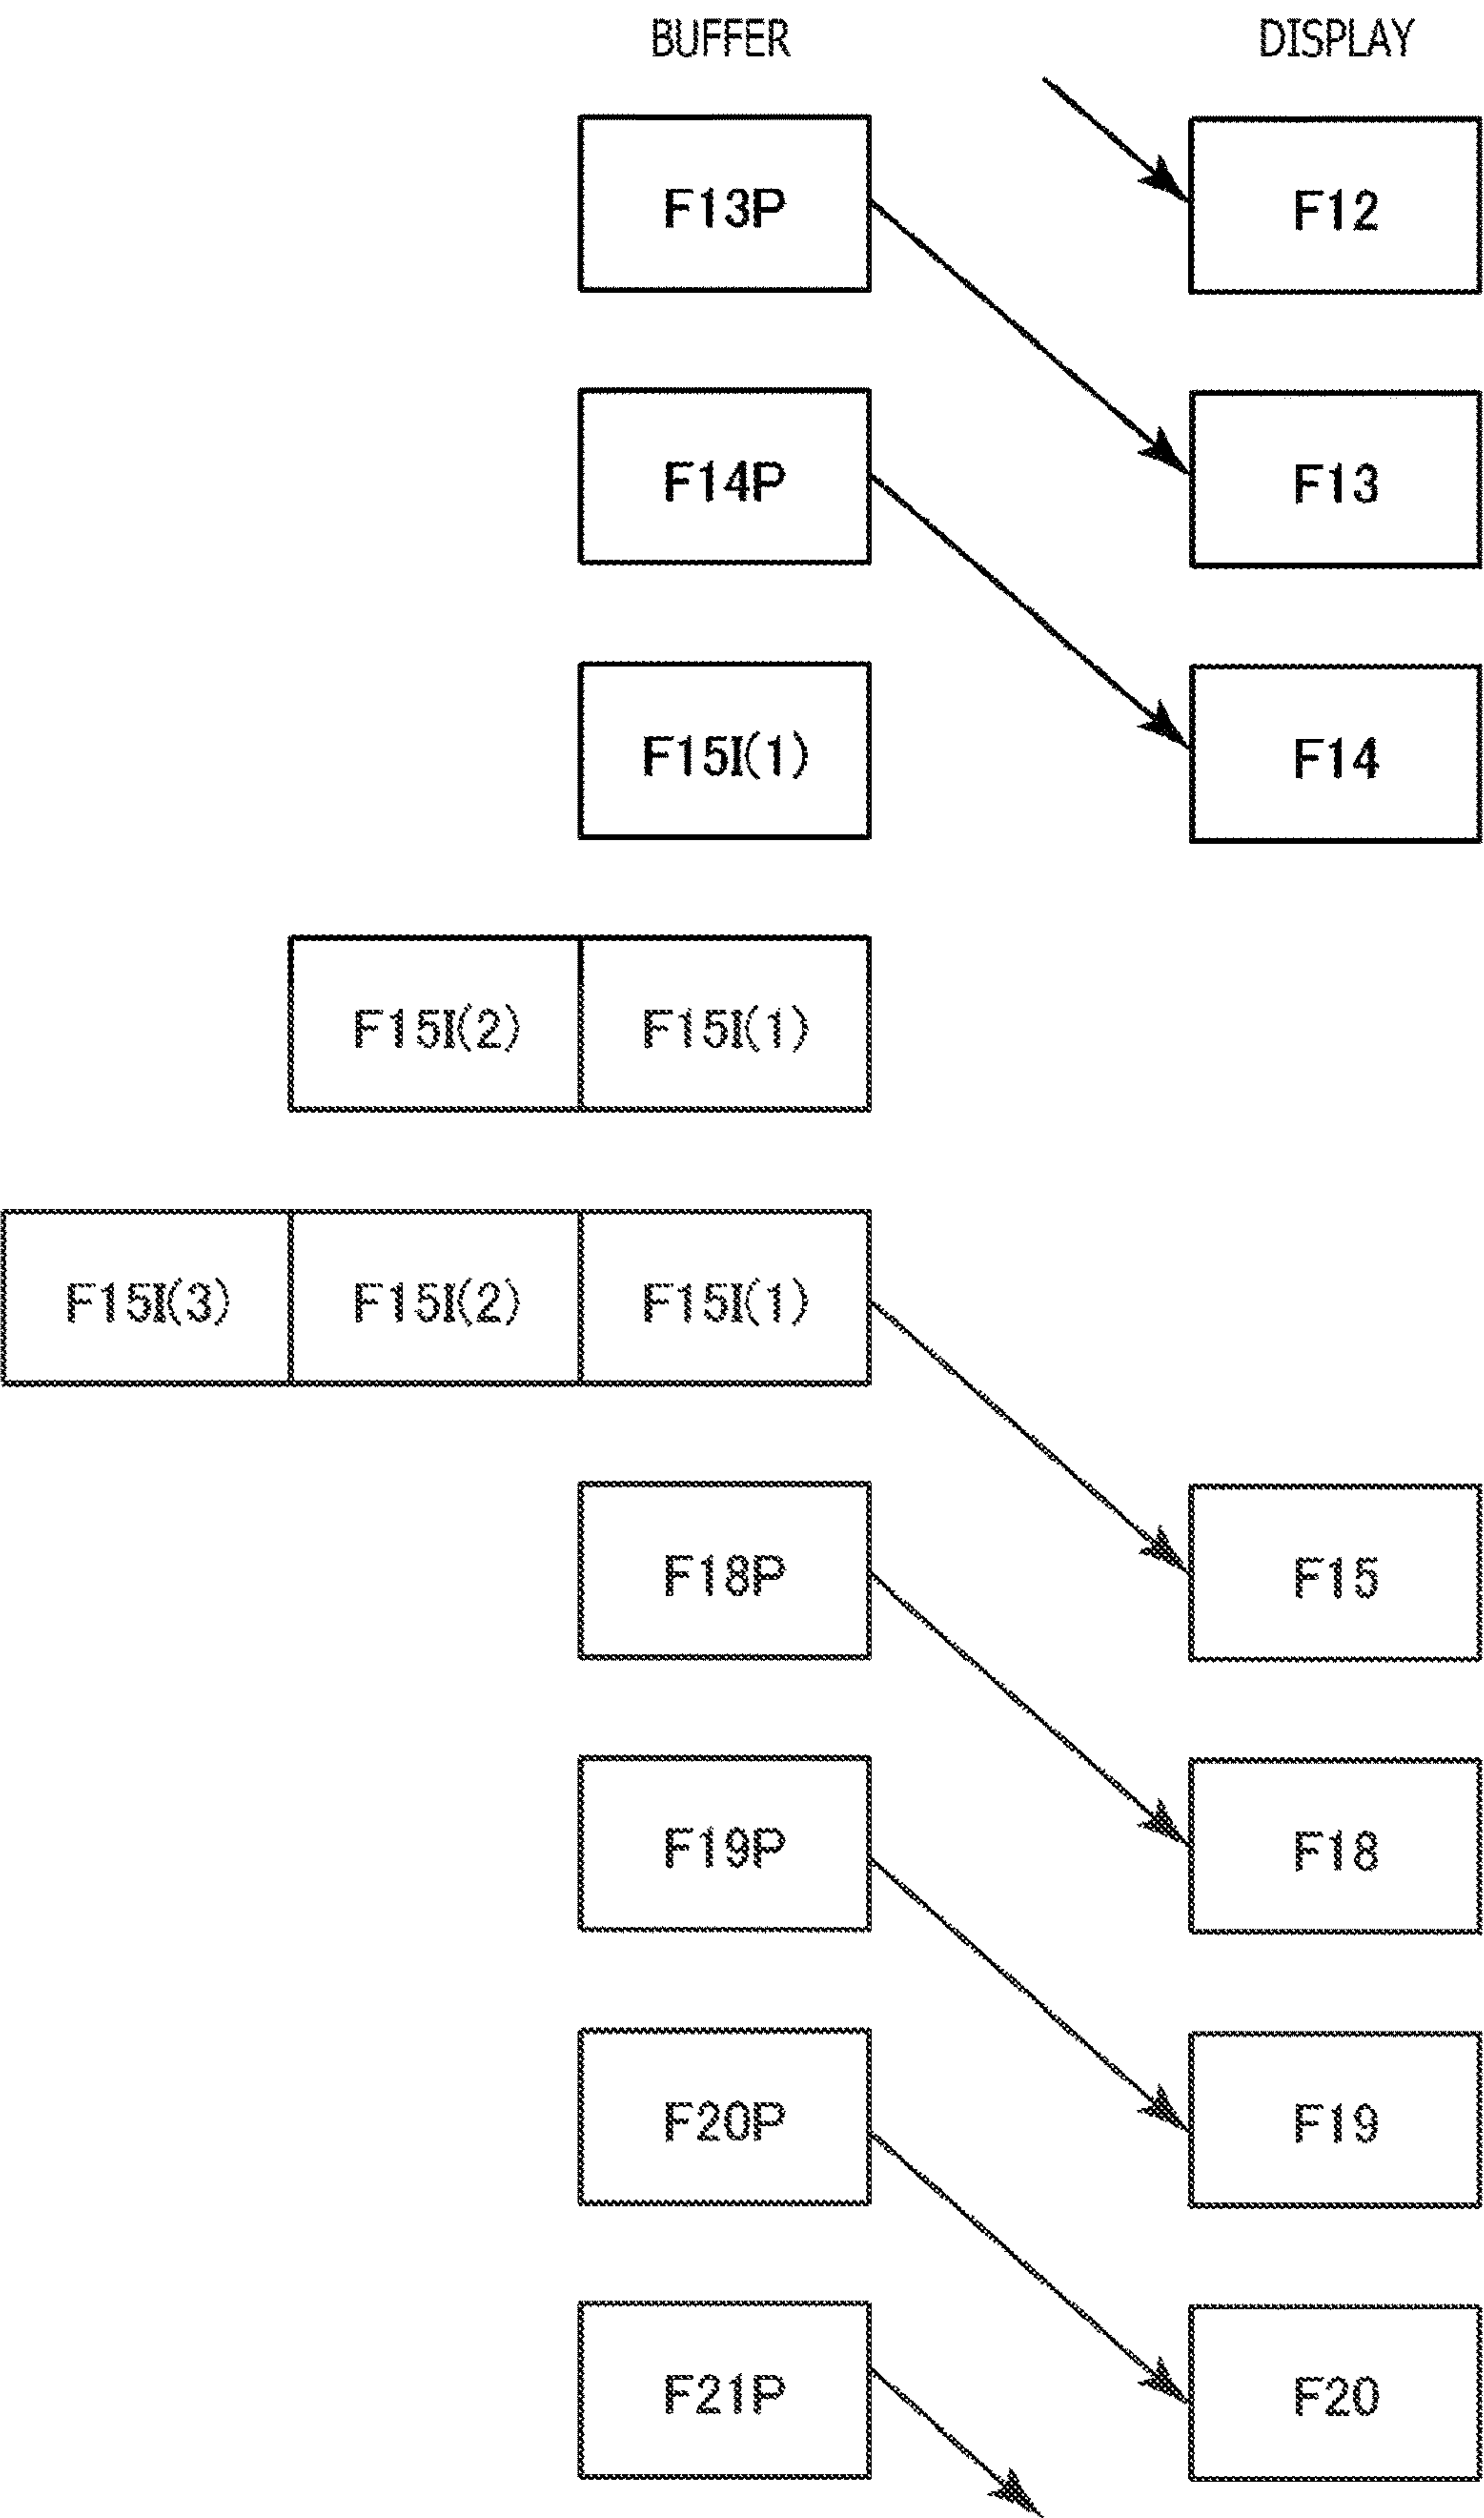 BUFFER DISPLAY
F13P F12
F14P F13
F15I(1) F14
F15I(2) F15I(1)
F15I(3) F15I(2) F15I(1)
F18P F15
F19P F18
F20P F19
F21P F20